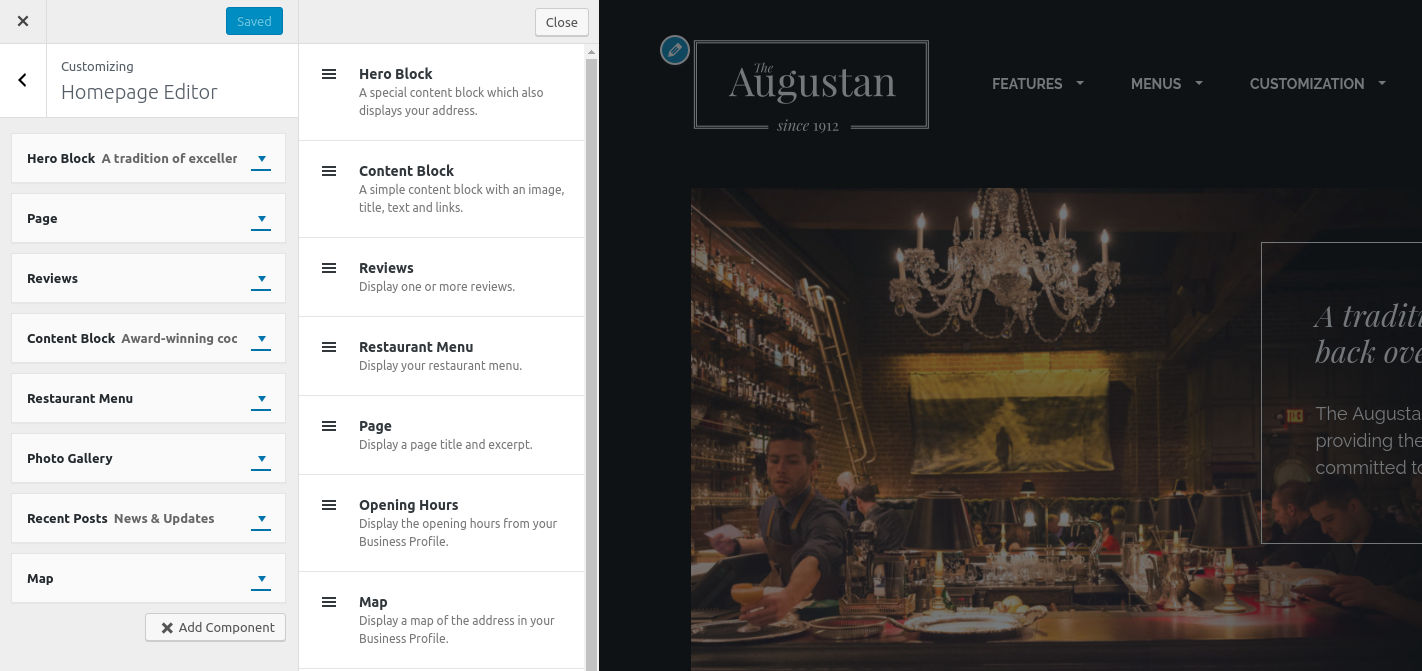 Saved
Close
Customizing
Homepage Editor
Hero Block A tradition of exceller
Page
Reviews
Content Block Award-winning coc
Restaurant Menu
Photo Gallery
Recent Posts News & Updates
Map
Add Component
Hero Block
A special content block which also
displays your address.
Content Block
A simple content block with an image,
title, text and links.
Reviews
Display one or more reviews.
Restaurant Menu
Display your restaurant menu.
Page
Display a page title and excerpt.
Opening Hours
Display the opening hours from your
Business Profile.
Map
Display a map of the address in your
Business Profile.
The
Augustan
since 1912
FEATURES
MENUS
CUSTOMIZATION
A traditi
back ove
The Augusta
providing the
committed to